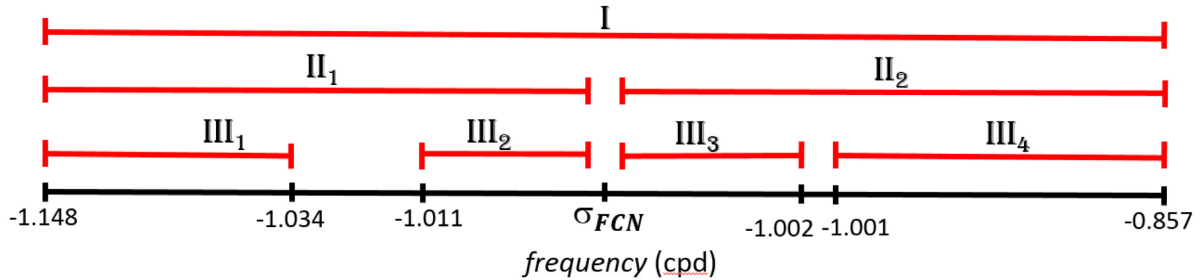 I
II₁ II₂
III₁ III₂ III₃ III₄
-1.148 -1.034 -1.011 σFCN -1.002 -1.001 -0.857
frequency (cpd)